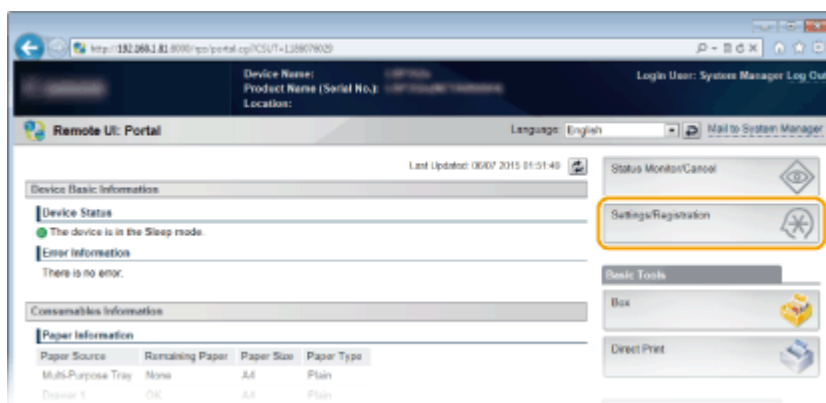 http://192.168.1.81:8000/rps/portal.cgi?CSUT=1188078029
Device Name:
Product Name (Serial No.):
Location:
Login User: System Manager Log Out
Remote UI: Portal
Language: English
Mail to System Manager
Last Updated: 06/07 2015 01:51:49
Device Basic Information
Device Status
The device is in the Sleep mode.
Error Information
There is no error.
Consumables Information
Paper Information
Paper Source Remaining Paper Paper Size Paper Type
Multi-Purpose Tray None A4 Plain
Drawer 1 OK A4 Plain
Status Monitor/Cancel
Settings/Registration
Basic Tools
Box
Direct Print